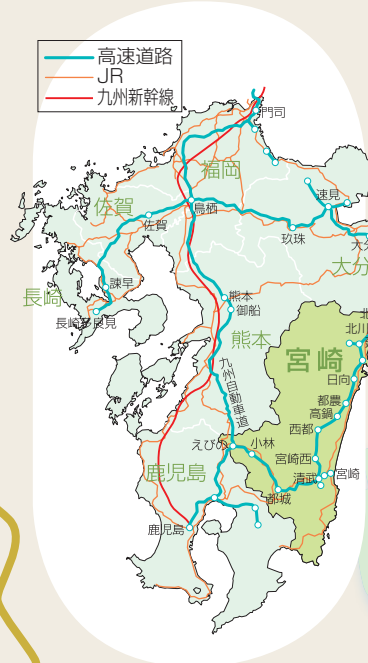 高速道路
JR
九州新幹線
門司
福岡
佐賀
鳥栖
佐賀
速見
玖珠
大分
大分
長崎
諫早
長崎多良見
熊本
御船
熊本
九州自動車道
宮崎
北川
日向
都農
高鍋
西都
えびの
小林
宮崎西
清武
宮崎
都城
鹿児島
鹿児島